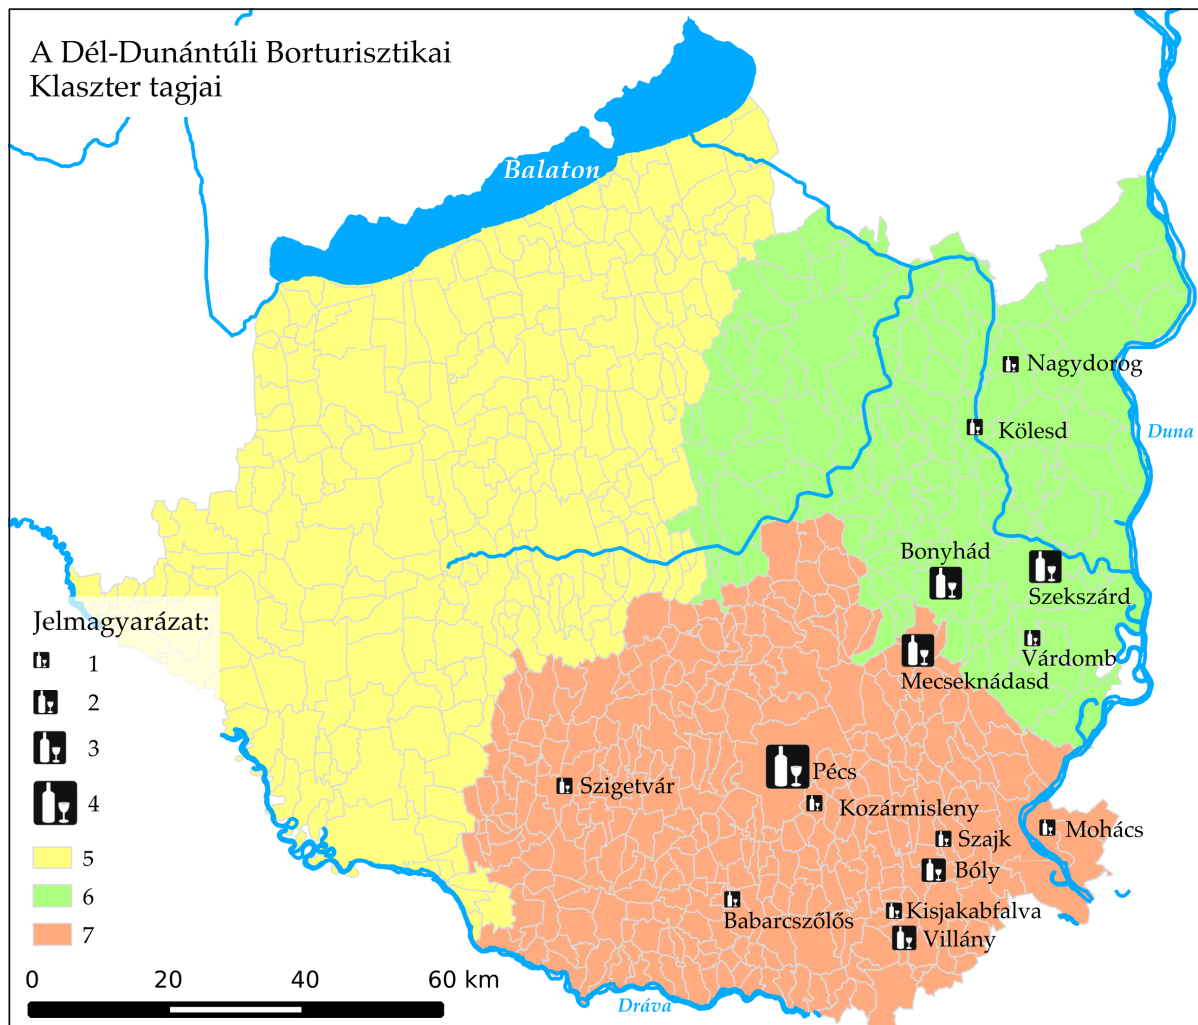 A Dél-Dunántúli Borturisztikai
Klaszter tagjai
Balaton
Nagydorog
Kölesd
Duna
Bonyhád
Szekszárd
Várdomb
Mecseknádasd
Jelmagyarázat:
1
2
3
4
5
6
7
Pécs
Szigetvár
Kozármisleny
Mohács
Szajk
Bóly
Babarcszőlős
Kisjakabfalva
Villány
0 20 40 60 km
Dráva